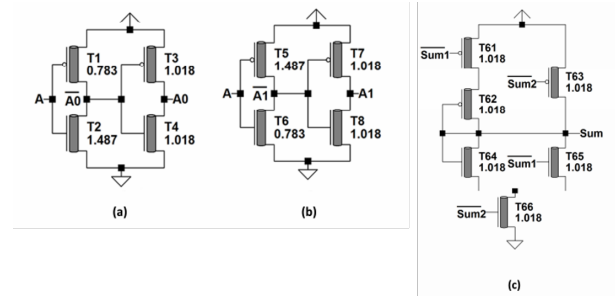 T1
0.783
T3
1.018
A
A0
A0
T2
1.487
T4
1.018
(a)
T5
1.487
T7
1.018
A
A1
A1
T6
0.783
T8
1.018
(b)
Sum1
T61
1.018
Sum2
T63
1.018
T62
1.018
Sum
T64
1.018
Sum1
T65
1.018
Sum2
T66
1.018
(c)